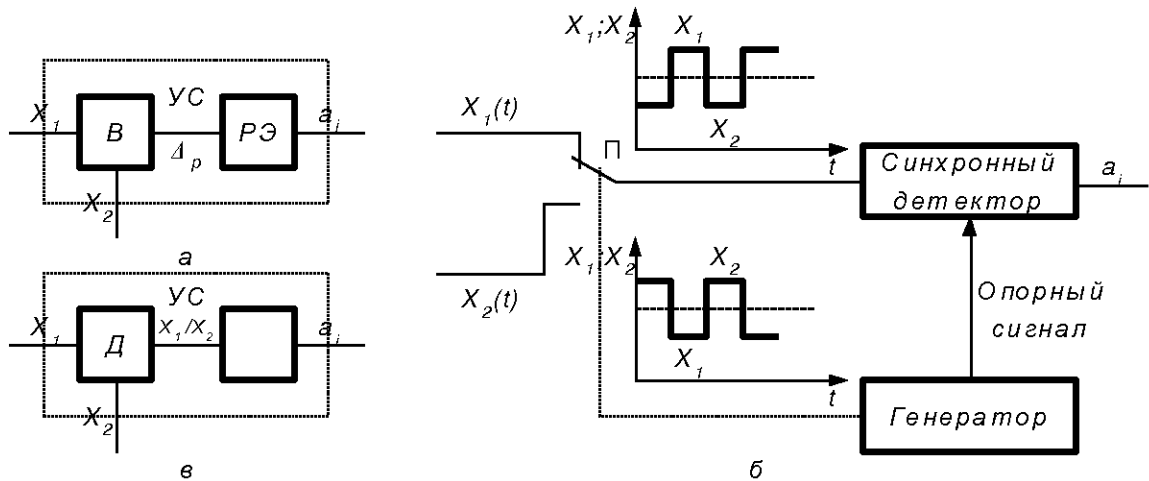 X₁
В
УС
Δр
РЭ
aᵢ
X₂
а
X₁
Д
УС
X₁/X₂
aᵢ
X₂
в
X₁;X₂
X₁
X₂
t
X₁(t)
П
X₂(t)
Синхронный
детектор
aᵢ
X₁;X₂
X₂
X₁
t
Опорный
сигнал
Генератор
б